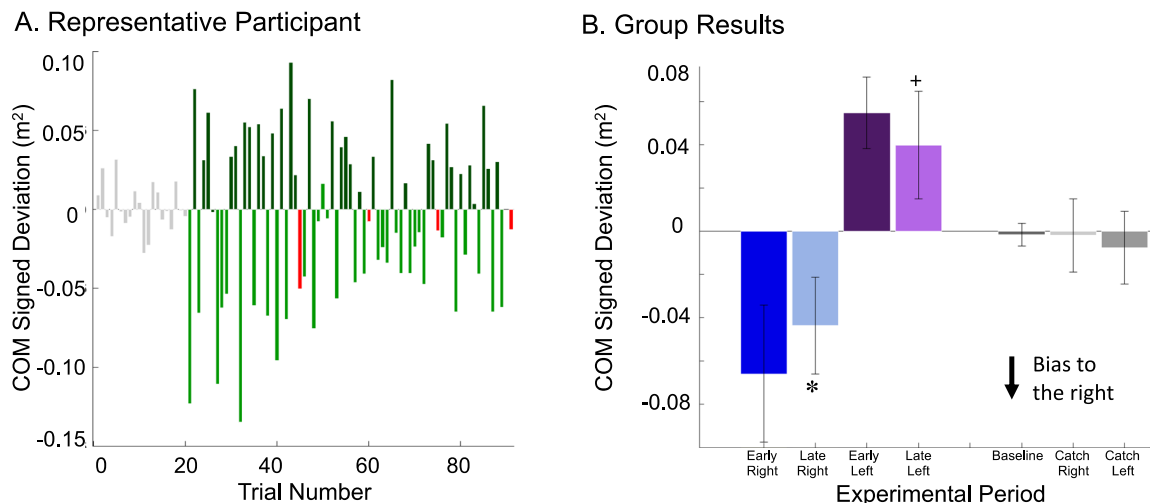 A. Representative Participant
COM Signed Deviation (m²)
0.10
0.05
0
-0.05
-0.10
-0.15
0
20
40
60
80
Trial Number
B. Group Results
COM Signed Deviation (m²)
0.08
0.04
0
-0.04
-0.08
+
*
Bias to
the right
Early
Right
Late
Right
Early
Left
Late
Left
Baseline
Catch
Right
Catch
Left
Experimental Period